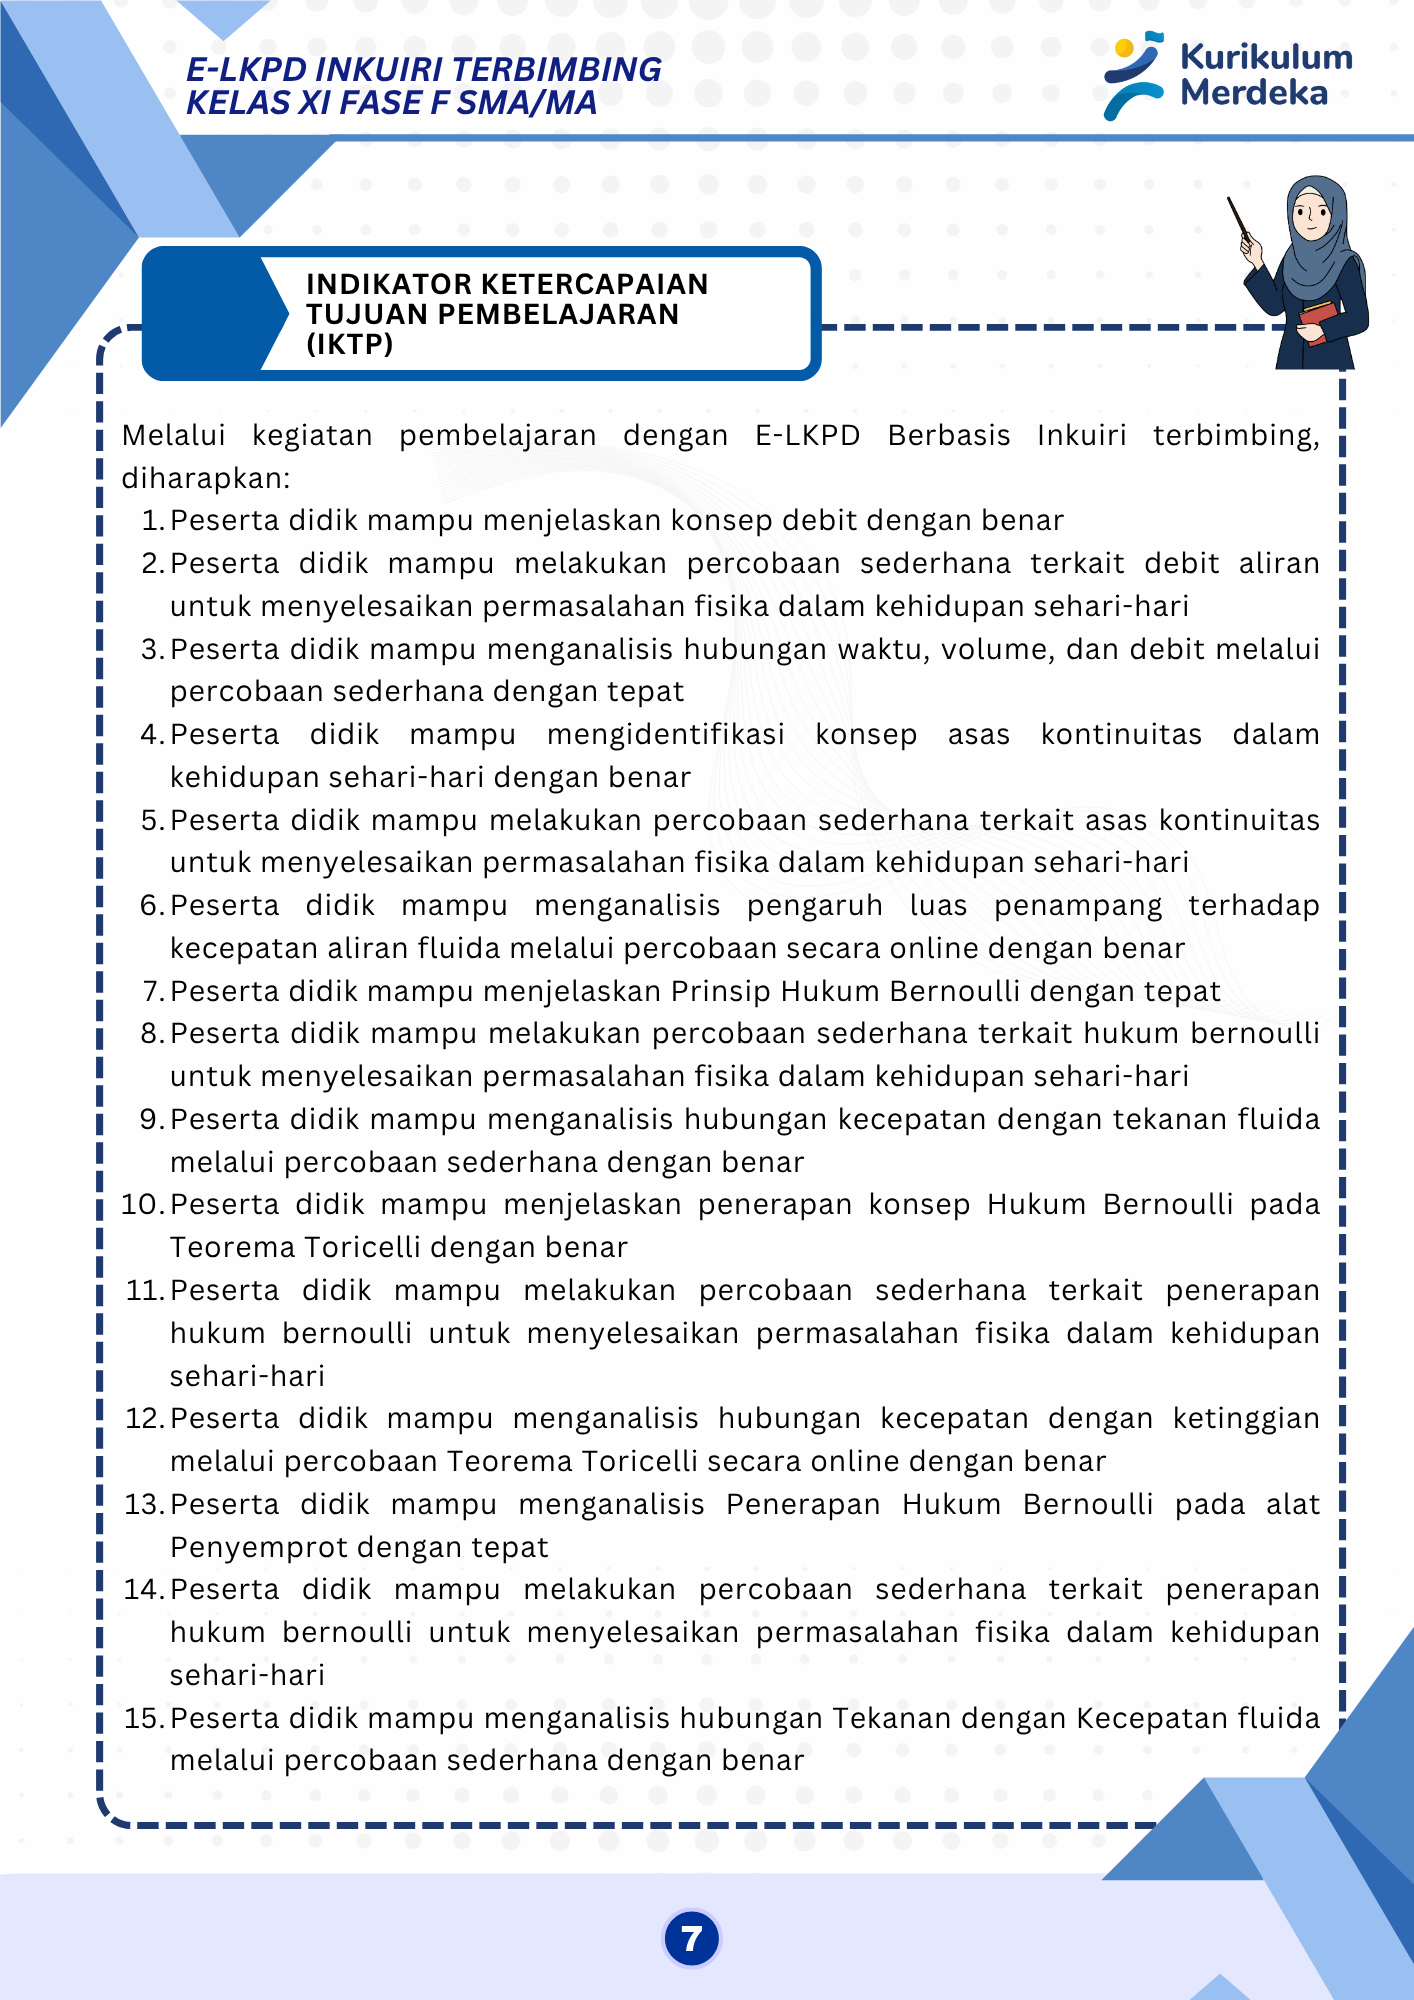 E-LKPD INKUIRI TERBIMBING
KELAS XI FASE F SMA/MA
Kurikulum
Merdeka
INDIKATOR KETERCAPAIAN
TUJUAN PEMBELAJARAN
(IKTP)
Melalui kegiatan pembelajaran dengan E-LKPD Berbasis Inkuiri terbimbing,
diharapkan:
1. Peserta didik mampu menjelaskan konsep debit dengan benar
2. Peserta didik mampu melakukan percobaan sederhana terkait debit aliran
untuk menyelesaikan permasalahan fisika dalam kehidupan sehari-hari
3. Peserta didik mampu menganalisis hubungan waktu, volume, dan debit melalui
percobaan sederhana dengan tepat
4. Peserta didik mampu mengidentifikasi konsep asas kontinuitas dalam
kehidupan sehari-hari dengan benar
5. Peserta didik mampu melakukan percobaan sederhana terkait asas kontinuitas
untuk menyelesaikan permasalahan fisika dalam kehidupan sehari-hari
6. Peserta didik mampu menganalisis pengaruh luas penampang terhadap
kecepatan aliran fluida melalui percobaan secara online dengan benar
7. Peserta didik mampu menjelaskan Prinsip Hukum Bernoulli dengan tepat
8. Peserta didik mampu melakukan percobaan sederhana terkait hukum bernoulli
untuk menyelesaikan permasalahan fisika dalam kehidupan sehari-hari
9. Peserta didik mampu menganalisis hubungan kecepatan dengan tekanan fluida
melalui percobaan sederhana dengan benar
10. Peserta didik mampu menjelaskan penerapan konsep Hukum Bernoulli pada
Teorema Toricelli dengan benar
11. Peserta didik mampu melakukan percobaan sederhana terkait penerapan
hukum bernoulli untuk menyelesaikan permasalahan fisika dalam kehidupan
sehari-hari
12. Peserta didik mampu menganalisis hubungan kecepatan dengan ketinggian
melalui percobaan Teorema Toricelli secara online dengan benar
13. Peserta didik mampu menganalisis Penerapan Hukum Bernoulli pada alat
Penyemprot dengan tepat
14. Peserta didik mampu melakukan percobaan sederhana terkait penerapan
hukum bernoulli untuk menyelesaikan permasalahan fisika dalam kehidupan
sehari-hari
15. Peserta didik mampu menganalisis hubungan Tekanan dengan Kecepatan fluida
melalui percobaan sederhana dengan benar
7